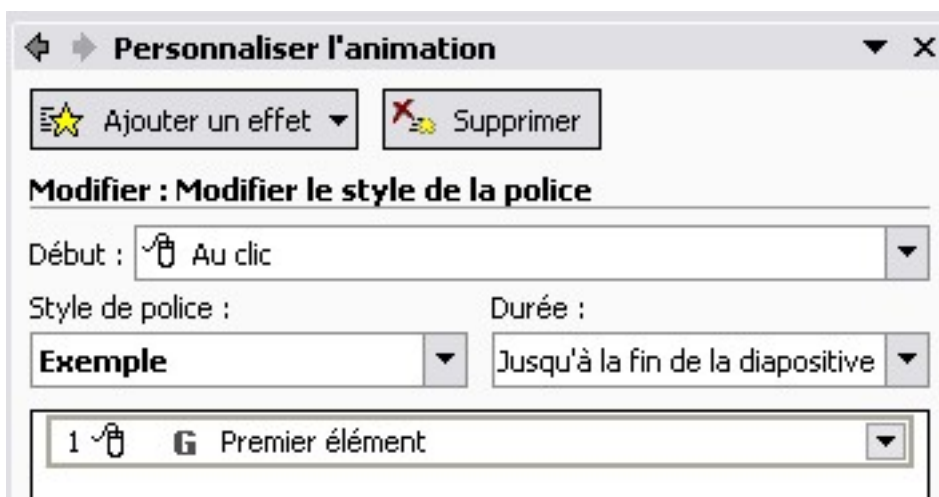 Personnaliser l'animation
Ajouter un effet Supprimer
Modifier : Modifier le style de la police
Début : Au clic
Style de police : Durée :
Exemple Jusqu'à la fin de la diapositive
1 G Premier élément